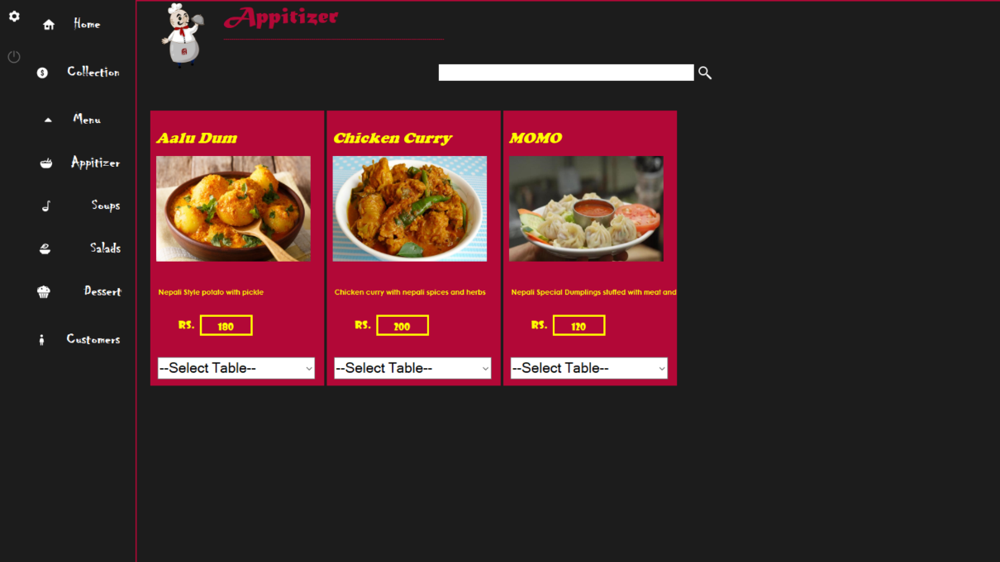 Home
Collection
Menu
Appitizer
Soups
Salads
Dessert
Customers
Appitizer
Aalu Dum
Nepali Style potato with pickle
RS. 180
--Select Table--
Chicken Curry
Chicken curry with nepali spices and herbs
RS. 200
--Select Table--
MOMO
Nepali Special Dumplings stuffed with meat and
RS. 120
--Select Table--